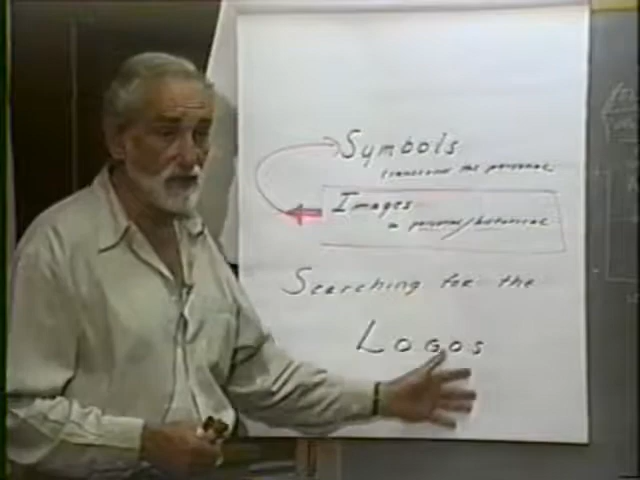 Symbols
transcend the personal
Images
a personal/historical
Searching for the
Logos